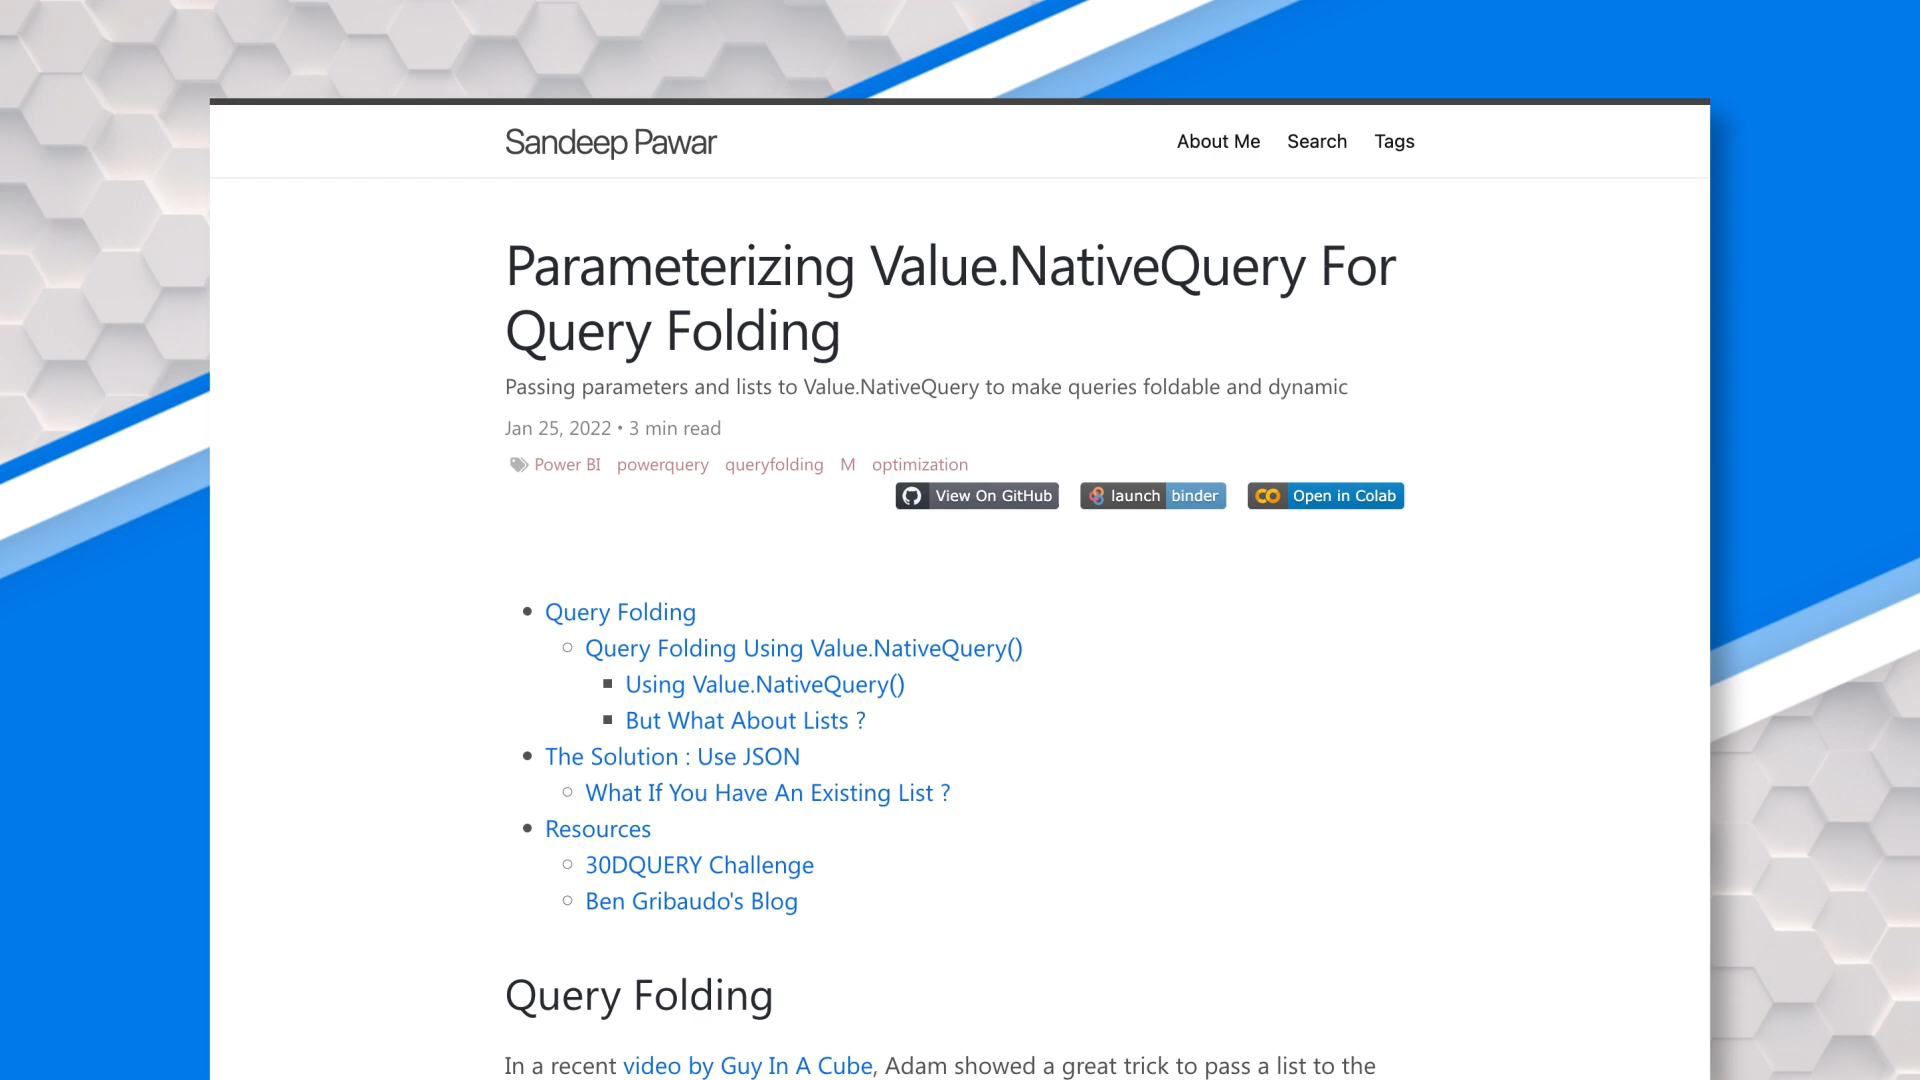 Sandeep Pawar
About Me Search Tags
Parameterizing Value.NativeQuery For
Query Folding
Passing parameters and lists to Value.NativeQuery to make queries foldable and dynamic
Jan 25, 2022 • 3 min read
Power BI powerquery queryfolding M optimization
View On GitHub launch binder Open in Colab
Query Folding
Query Folding Using Value.NativeQuery()
Using Value.NativeQuery()
But What About Lists ?
The Solution : Use JSON
What If You Have An Existing List ?
Resources
30DQUERY Challenge
Ben Gribaudo's Blog
Query Folding
In a recent video by Guy In A Cube, Adam showed a great trick to pass a list to the